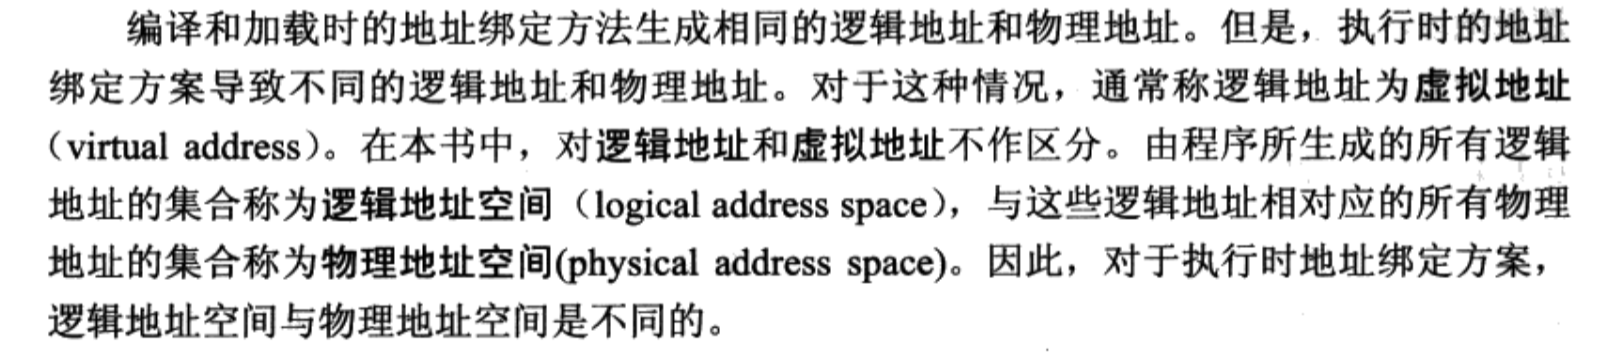 编译和加载时的地址绑定方法生成相同的逻辑地址和物理地址。但是，执行时的地址
绑定方案导致不同的逻辑地址和物理地址。对于这种情况，通常称逻辑地址为虚拟地址
（virtual address）。在本书中，对逻辑地址和虚拟地址不作区分。由程序所生成的所有逻辑
地址的集合称为逻辑地址空间（logical address space），与这些逻辑地址相对应的所有物理
地址的集合称为物理地址空间(physical address space)。因此，对于执行时地址绑定方案，
逻辑地址空间与物理地址空间是不同的。